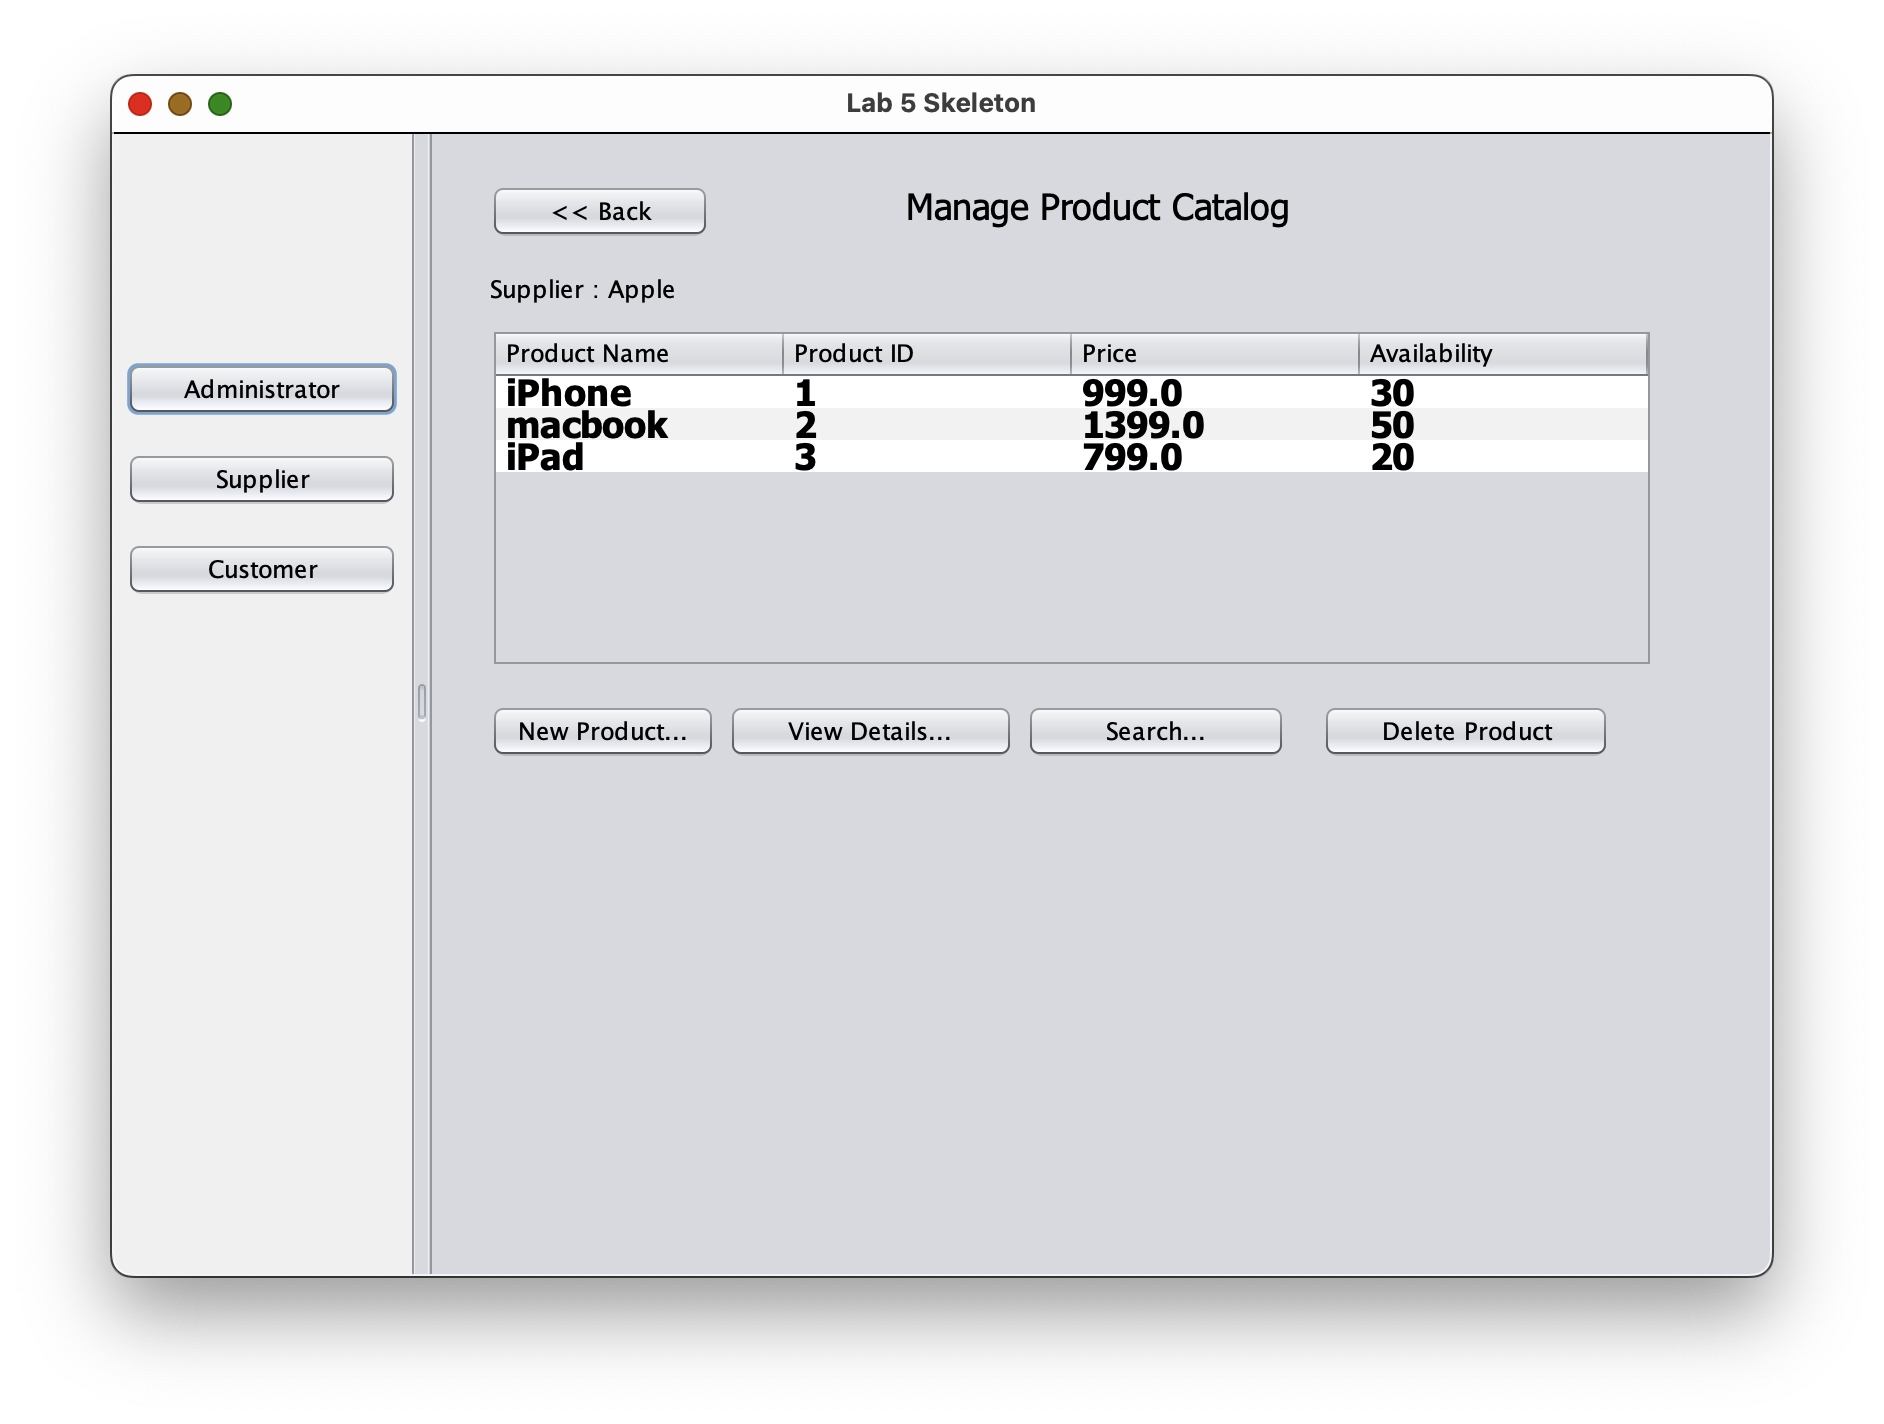 Lab 5 Skeleton
Administrator
Supplier
Customer
<< Back
Manage Product Catalog
Supplier : Apple
Product Name Product ID Price Availability
iPhone 1 999.0 30
macbook 2 1399.0 50
iPad 3 799.0 20
New Product... View Details... Search... Delete Product